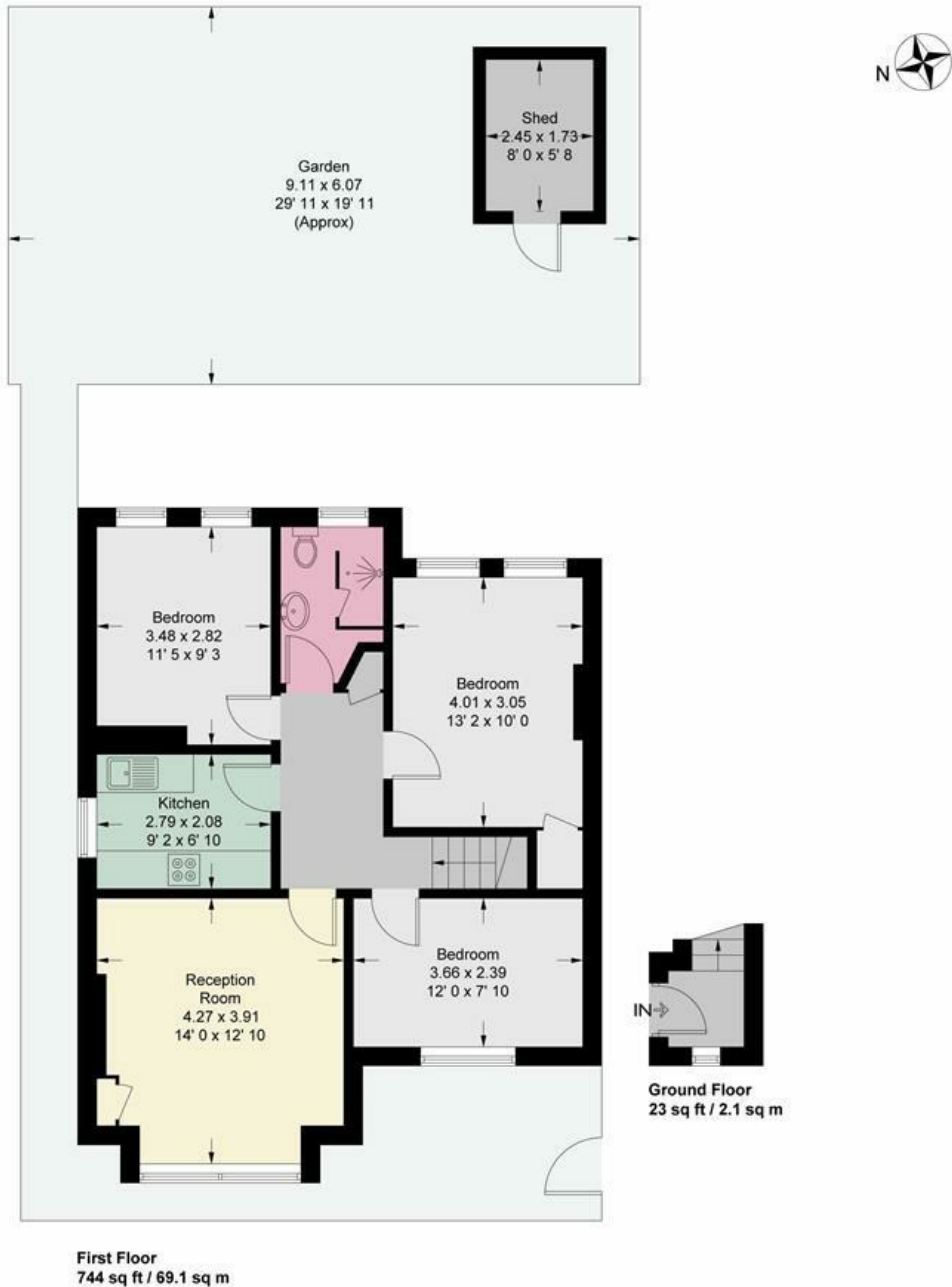 N
Shed
2.45 x 1.73
8' 0 x 5' 8
Garden
9.11 x 6.07
29' 11 x 19' 11
(Approx)
Bedroom
3.48 x 2.82
11' 5 x 9' 3
Bedroom
4.01 x 3.05
13' 2 x 10' 0
Kitchen
2.79 x 2.08
9' 2 x 6' 10
Reception
Room
4.27 x 3.91
14' 0 x 12' 10
Bedroom
3.66 x 2.39
12' 0 x 7' 10
IN
Ground Floor
23 sq ft / 2.1 sq m
First Floor
744 sq ft / 69.1 sq m